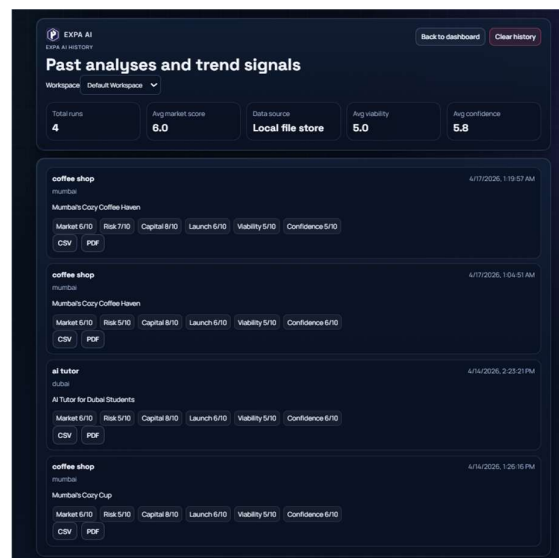 EXPA AI
EXPA AI HISTORY
Back to dashboard
Clear history
Past analyses and trend signals
Workspace Default Workspace
Total runs
4
Avg market score
6.0
Data source
Local file store
Avg viability
5.0
Avg confidence
5.8
coffee shop 4/17/2026, 1:19:57 AM
mumbai
Mumbai's Cozy Coffee Haven
Market 6/10 Risk 7/10 Capital 8/10 Launch 6/10 Viability 5/10 Confidence 5/10
CSV PDF
coffee shop 4/17/2026, 1:04:51 AM
mumbai
Mumbai's Cozy Coffee Haven
Market 6/10 Risk 5/10 Capital 8/10 Launch 6/10 Viability 5/10 Confidence 6/10
CSV PDF
ai tutor 4/14/2026, 2:23:21 PM
dubai
AI Tutor for Dubai Students
Market 6/10 Risk 5/10 Capital 8/10 Launch 6/10 Viability 5/10 Confidence 6/10
CSV PDF
coffee shop 4/14/2026, 1:25:16 PM
mumbai
Mumbai's Cozy Cup
Market 6/10 Risk 5/10 Capital 8/10 Launch 6/10 Viability 5/10 Confidence 6/10
CSV PDF